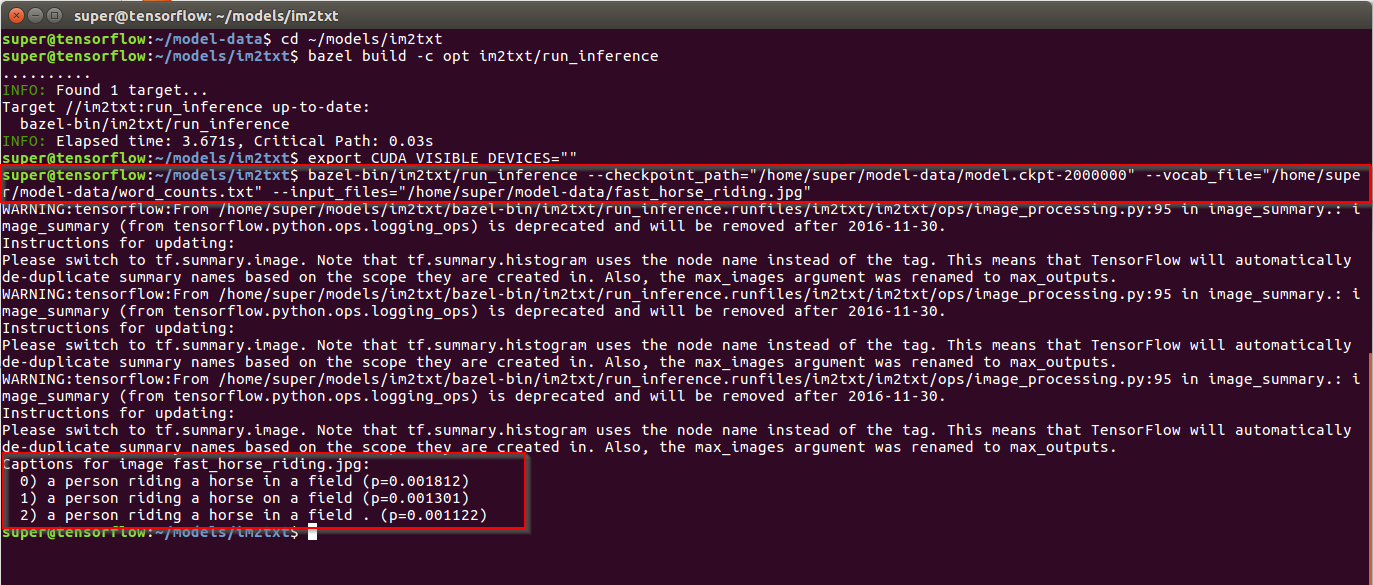 super@tensorflow: ~/models/im2txt
super@tensorflow:~/model-data$ cd ~/models/im2txt
super@tensorflow:~/models/im2txt$ bazel build -c opt im2txt/run_inference
..........
INFO: Found 1 target...
Target //im2txt:run_inference up-to-date:
  bazel-bin/im2txt/run_inference
INFO: Elapsed time: 3.671s, Critical Path: 0.03s
super@tensorflow:~/models/im2txt$ export CUDA_VISIBLE_DEVICES=""
super@tensorflow:~/models/im2txt$ bazel-bin/im2txt/run_inference --checkpoint_path="/home/super/model-data/model.ckpt-2000000" --vocab_file="/home/supe
r/model-data/word_counts.txt" --input_files="/home/super/model-data/fast_horse_riding.jpg"
WARNING:tensorflow:From /home/super/models/im2txt/bazel-bin/im2txt/run_inference.runfiles/im2txt/im2txt/ops/image_processing.py:95 in image_summary.: i
mage_summary (from tensorflow.python.ops.logging_ops) is deprecated and will be removed after 2016-11-30.
Instructions for updating:
Please switch to tf.summary.image. Note that tf.summary.histogram uses the node name instead of the tag. This means that TensorFlow will automatically
de-duplicate summary names based on the scope they are created in. Also, the max_images argument was renamed to max_outputs.
WARNING:tensorflow:From /home/super/models/im2txt/bazel-bin/im2txt/run_inference.runfiles/im2txt/im2txt/ops/image_processing.py:95 in image_summary.: i
mage_summary (from tensorflow.python.ops.logging_ops) is deprecated and will be removed after 2016-11-30.
Instructions for updating:
Please switch to tf.summary.image. Note that tf.summary.histogram uses the node name instead of the tag. This means that TensorFlow will automatically
de-duplicate summary names based on the scope they are created in. Also, the max_images argument was renamed to max_outputs.
WARNING:tensorflow:From /home/super/models/im2txt/bazel-bin/im2txt/run_inference.runfiles/im2txt/im2txt/ops/image_processing.py:95 in image_summary.: i
mage_summary (from tensorflow.python.ops.logging_ops) is deprecated and will be removed after 2016-11-30.
Instructions for updating:
Please switch to tf.summary.image. Note that tf.summary.histogram uses the node name instead of the tag. This means that TensorFlow will automatically
de-duplicate summary names based on the scope they are created in. Also, the max_images argument was renamed to max_outputs.
Captions for image fast_horse_riding.jpg:
  0) a person riding a horse in a field (p=0.001812)
  1) a person riding a horse on a field (p=0.001301)
  2) a person riding a horse in a field . (p=0.001122)
super@tensorflow:~/models/im2txt$